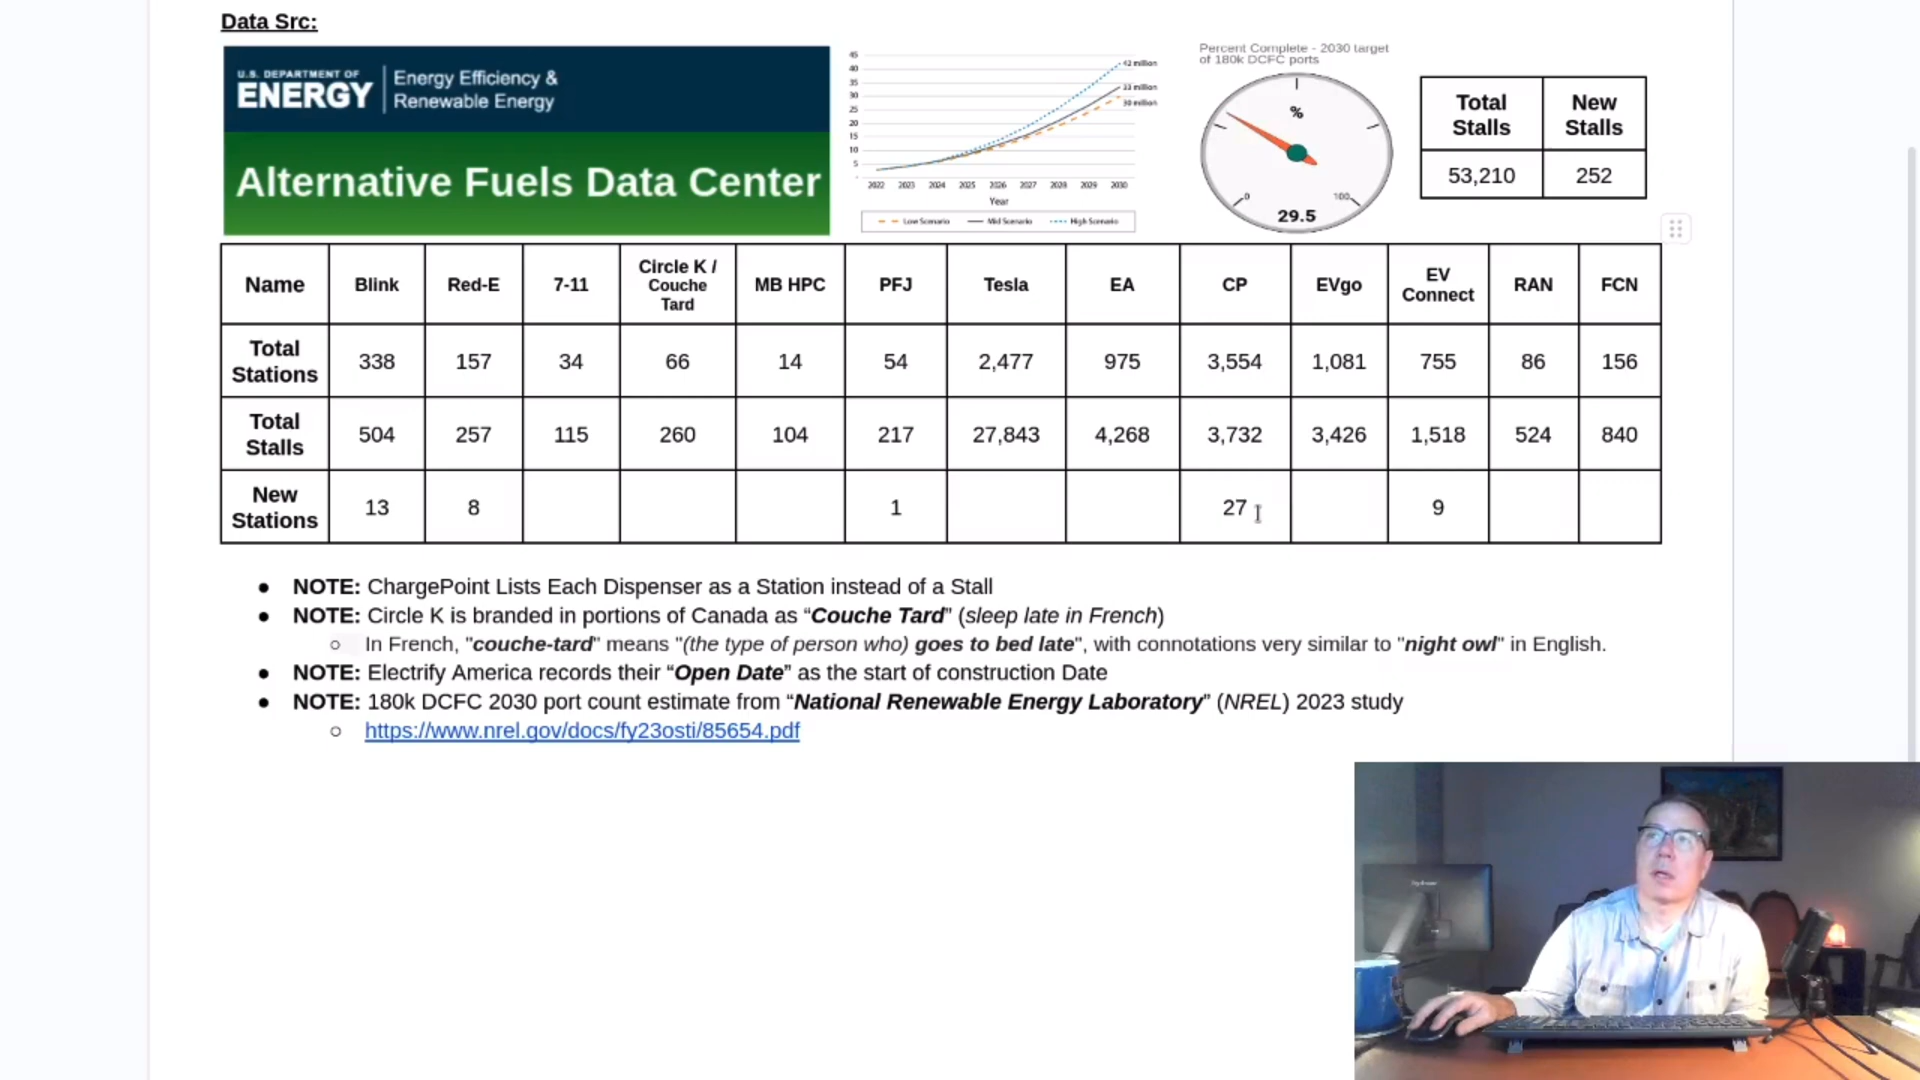 Data Src:
U.S. DEPARTMENT OF
ENERGY
Energy Efficiency &
Renewable Energy
Alternative Fuels Data Center
45
40
35
30
25
20
15
10
5
-
42 million
33 million
30 million
2022 2023 2024 2025 2026 2027 2028 2029 2030
Year
Low Scenario Mid Scenario High Scenario
Percent Complete - 2030 target
of 180k DCFC ports
%
0 100
29.5
Total Stalls New Stalls
53,210 252
Name Blink Red-E 7-11 Circle K / Couche Tard MB HPC PFJ Tesla EA CP EVgo EV Connect RAN FCN
Total Stations 338 157 34 66 14 54 2,477 975 3,554 1,081 755 86 156
Total Stalls 504 257 115 260 104 217 27,843 4,268 3,732 3,426 1,518 524 840
New Stations 13 8 1 27 9
● NOTE: ChargePoint Lists Each Dispenser as a Station instead of a Stall
● NOTE: Circle K is branded in portions of Canada as “Couche Tard” (sleep late in French)
○ In French, "couche-tard" means "(the type of person who) goes to bed late", with connotations very similar to "night owl" in English.
● NOTE: Electrify America records their “Open Date” as the start of construction Date
● NOTE: 180k DCFC 2030 port count estimate from “National Renewable Energy Laboratory” (NREL) 2023 study
○ https://www.nrel.gov/docs/fy23osti/85654.pdf